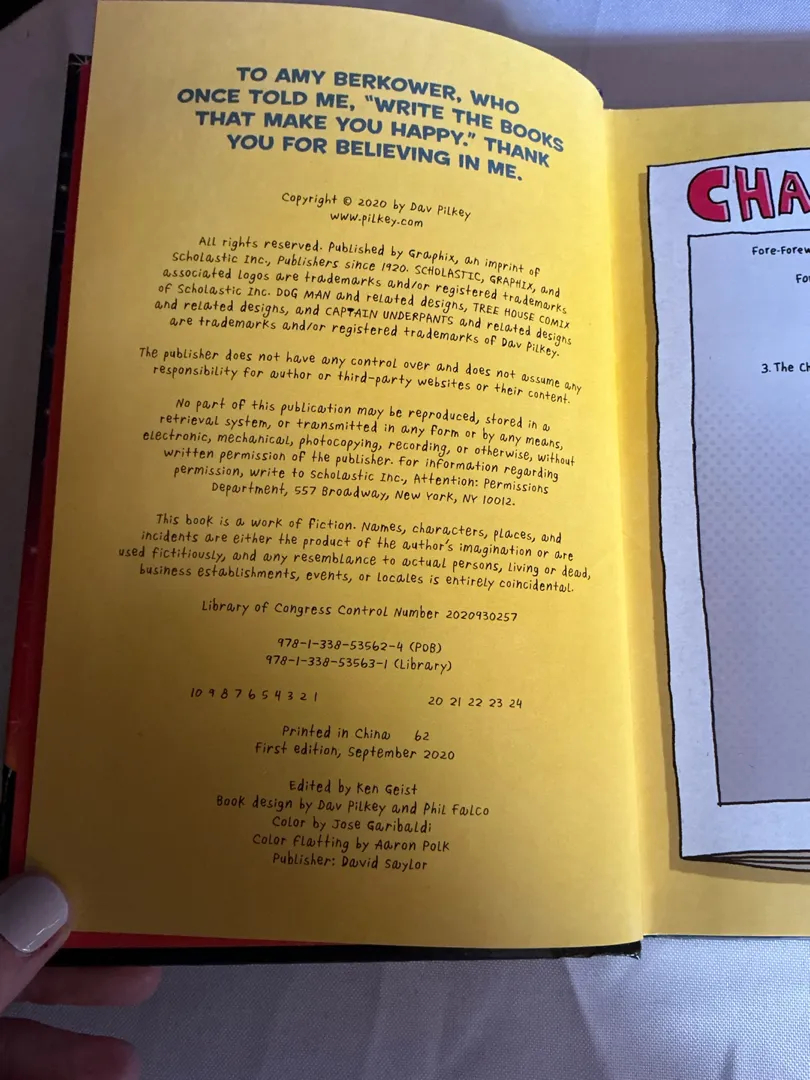 TO AMY BERKOWER, WHO
ONCE TOLD ME, "WRITE THE BOOKS
THAT MAKE YOU HAPPY." THANK
YOU FOR BELIEVING IN ME.
Copyright © 2020 by Dav Pilkey
www.pilkey.com
All rights reserved. Published by Graphix, an imprint of
Scholastic Inc., Publishers since 1920. SCHOLASTIC, GRAPHIX, and
associated logos are trademarks and/or registered trademarks
of Scholastic Inc. DOG MAN and related designs, TREE HOUSE COMIX
and related designs, and CAPTAIN UNDERPANTS and related designs
are trademarks and/or registered trademarks of Dav Pilkey.
The publisher does not have any control over and does not assume any
responsibility for author or third-party websites or their content.
No part of this publication may be reproduced, stored in a
retrieval system, or transmitted in any form or by any means,
electronic, mechanical, photocopying, recording, or otherwise, without
written permission of the publisher. For information regarding
permission, write to Scholastic Inc., Attention: Permissions
Department, 557 Broadway, New York, NY 10012.
This book is a work of fiction. Names, characters, places, and
incidents are either the product of the author's imagination or are
used fictitiously, and any resemblance to actual persons, living or dead,
business establishments, events, or locales is entirely coincidental.
Library of Congress Control Number 2020930257
978-1-338-53562-4 (POB)
978-1-338-53563-1 (Library)
10 9 8 7 6 5 4 3 2 1 20 21 22 23 24
Printed in China 62
First edition, September 2020
Edited by Ken Geist
Book design by Dav Pilkey and Phil Falco
Color by Jose Garibaldi
Color flatting by Aaron Polk
Publisher: David Saylor
CHA
Fore-Forew
Fo
3. The Ch